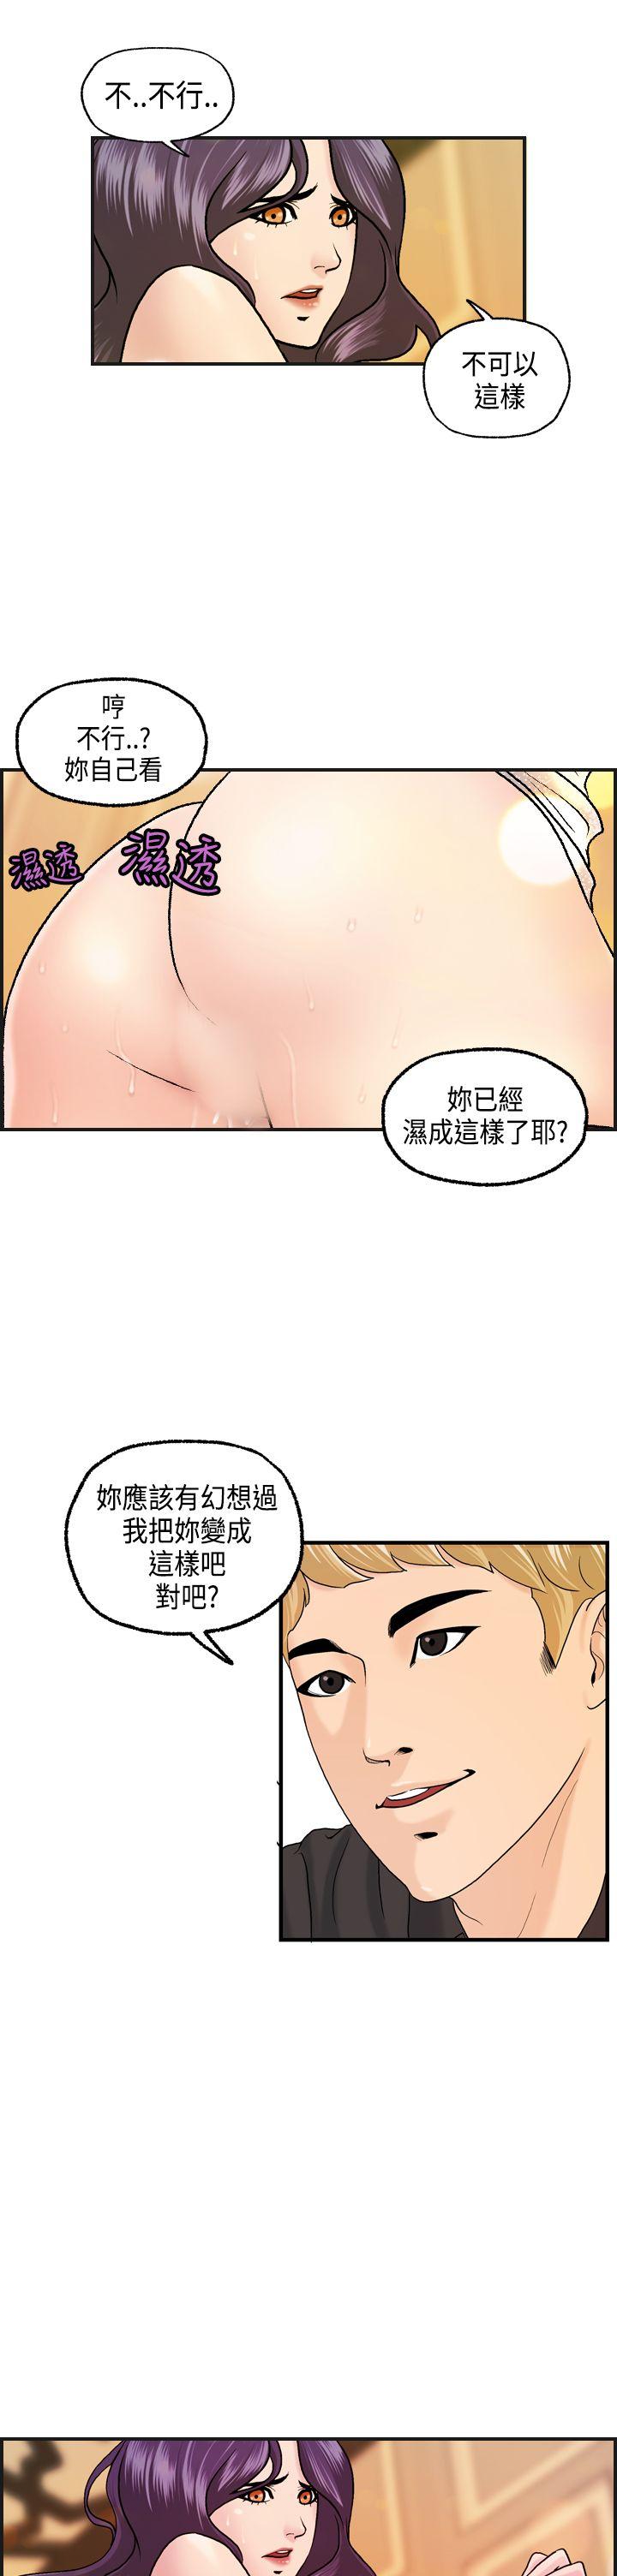 不..不行..
不可以
這樣
哼
不行..?
妳自己看
濕透
濕透
妳已經
濕成這樣了耶?
妳應該有幻想過
我把妳變成
這樣吧
對吧?